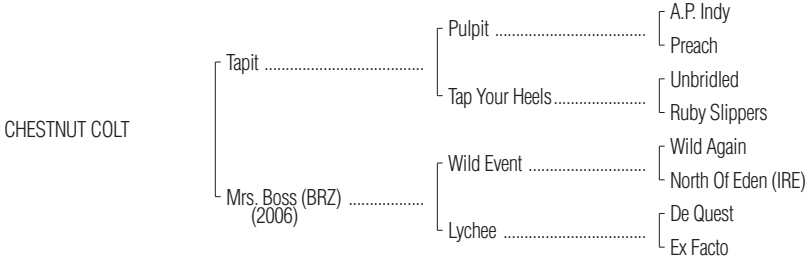 A.P. Indy
Pulpit ....................................
Preach
Tapit ......................................
Unbridled
Tap Your Heels......................
Ruby Slippers
CHESTNUT COLT
Wild Again
Wild Event ............................
North Of Eden (IRE)
Mrs. Boss (BRZ) ..................
(2006)
De Quest
Lychee ..................................
Ex Facto